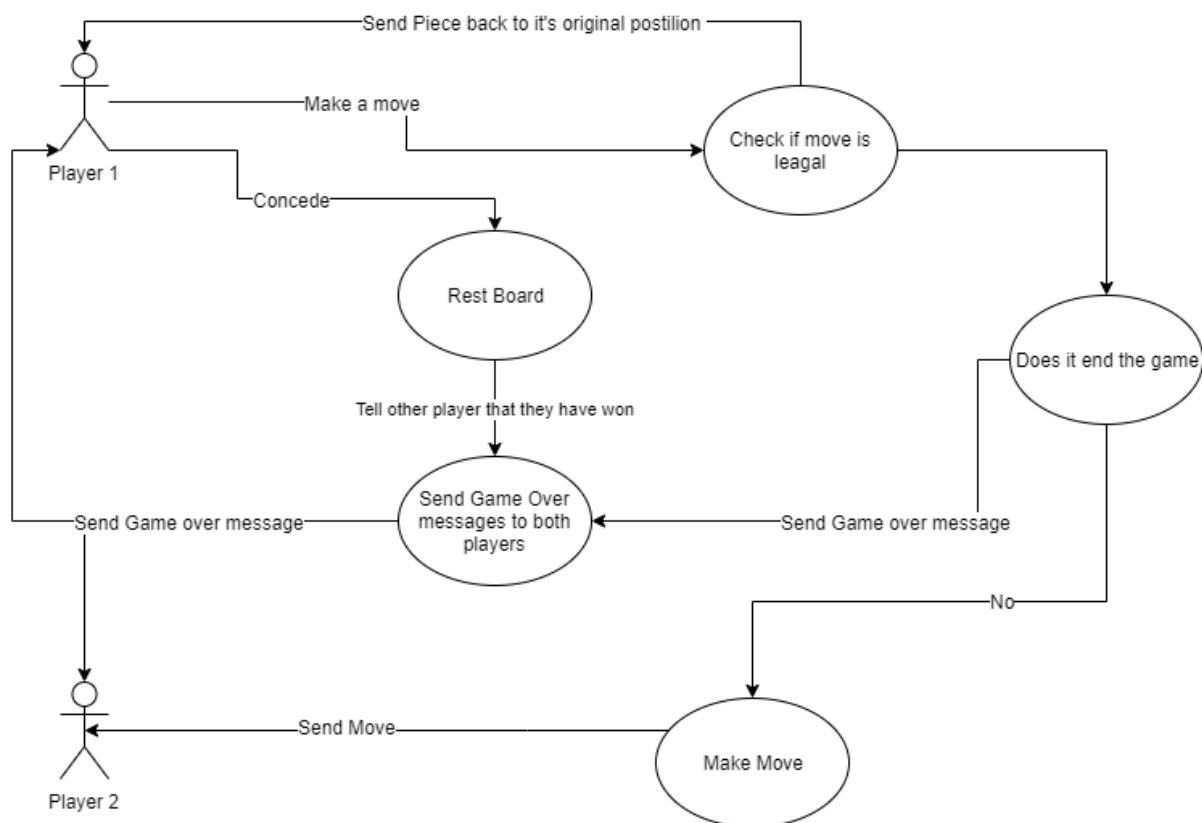 Send Piece back to it's original postilion
Make a move
Check if move is
leagal
Player 1
Concede
Rest Board
Does it end the game
Tell other player that they have won
Send Game Over
messages to both
players
Send Game over message
Send Game over message
No
Send Move
Make Move
Player 2